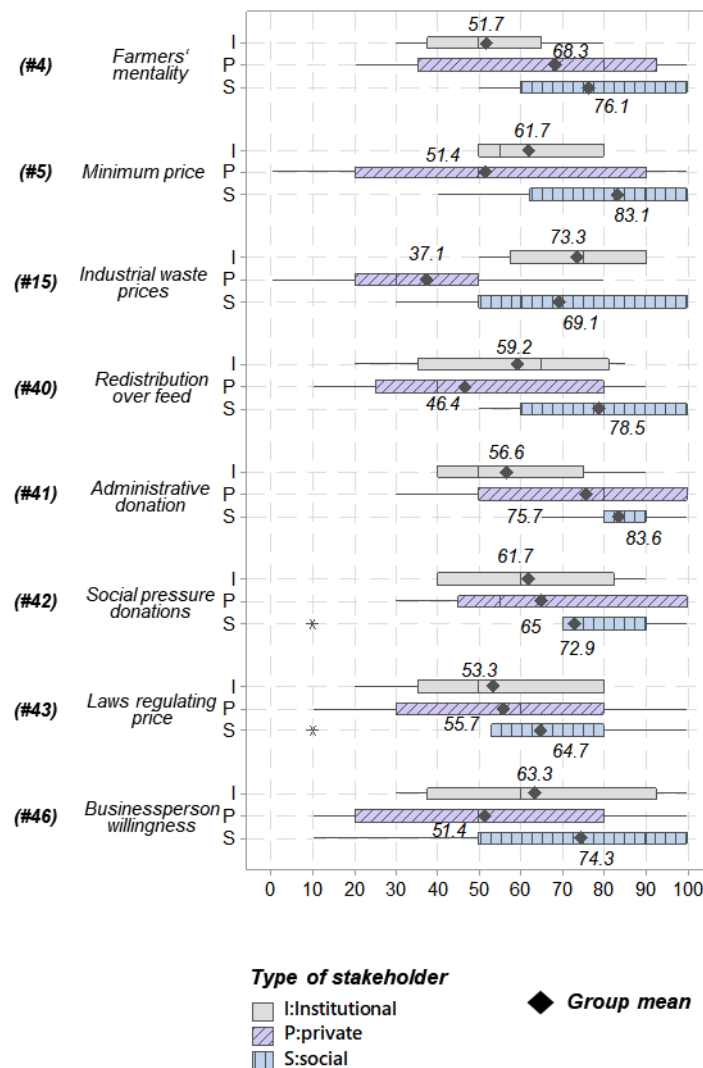 51.7
I
Farmers‘
68.3
(#4)
P
mentality
S
76.1
61.7
I
51.4
(#5)
Minimum price
P
S
83.1
73.3
I
37.1
(#15)
Industrial waste
P
prices
S
69.1
59.2
I
(#40)
Redistribution
P
over feed
46.4
S
78.5
56.6
I
(#41)
Administrative
P
donation
S
75.7
83.6
61.7
I
(#42)
Social pressure
P
donations
S
65
72.9
53.3
I
(#43)
Laws regulating
P
price
55.7
S
64.7
63.3
I
(#46)
Businessperson
P
willingness
51.4
S
74.3
0 10 20 30 40 50 60 70 80 90 100
Type of stakeholder
I:Institutional
Group mean
P:private
S:social